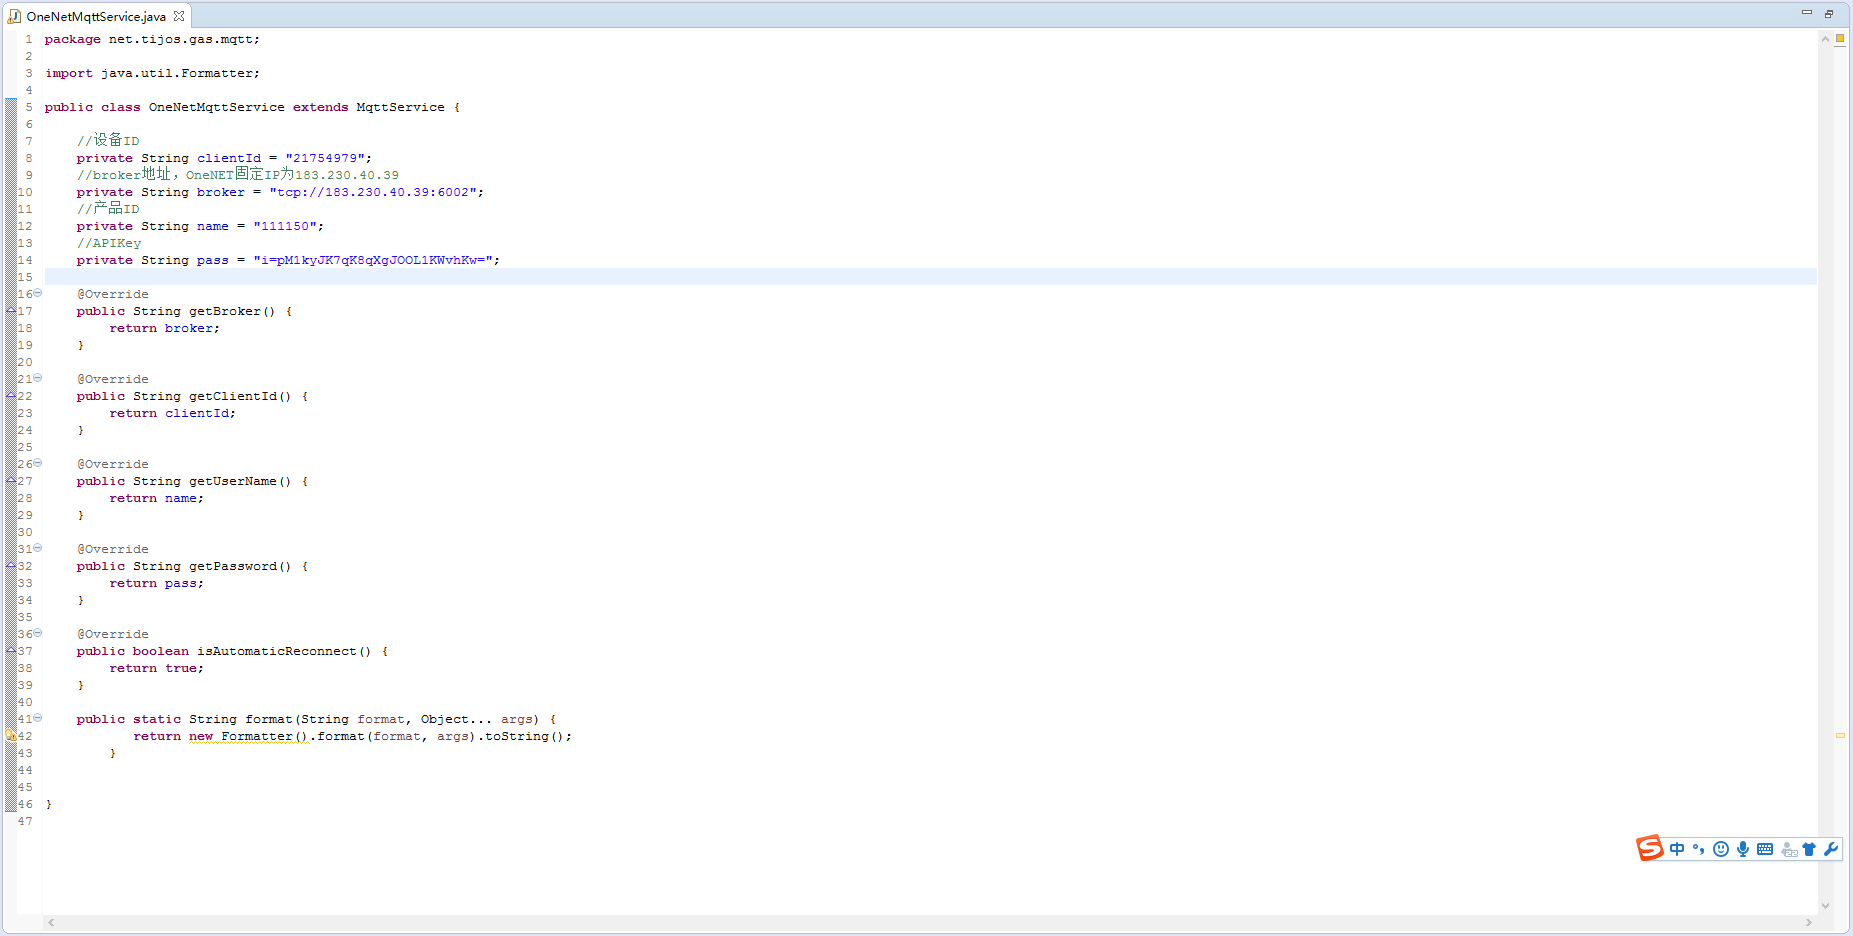 OneNetMqttService.java
1 package net.tijos.gas.mqtt;
2
3 import java.util.Formatter;
4
5 public class OneNetMqttService extends MqttService {
6
7 //设备ID
8 private String clientId = "21754979";
9 //broker地址，OneNET固定IP为183.230.40.39
10 private String broker = "tcp://183.230.40.39:6002";
11 //产品ID
12 private String name = "111150";
13 //APIKey
14 private String pass = "i=pM1kyJK7qK8qXgJOOL1KWvhKw=";
15
16 @Override
17 public String getBroker() {
18 return broker;
19 }
20
21 @Override
22 public String getClientId() {
23 return clientId;
24 }
25
26 @Override
27 public String getUserName() {
28 return name;
29 }
30
31 @Override
32 public String getPassword() {
33 return pass;
34 }
35
36 @Override
37 public boolean isAutomaticReconnect() {
38 return true;
39 }
40
41 public static String format(String format, Object... args) {
42 return new Formatter().format(format, args).toString();
43 }
44
45
46 }
47
S 中